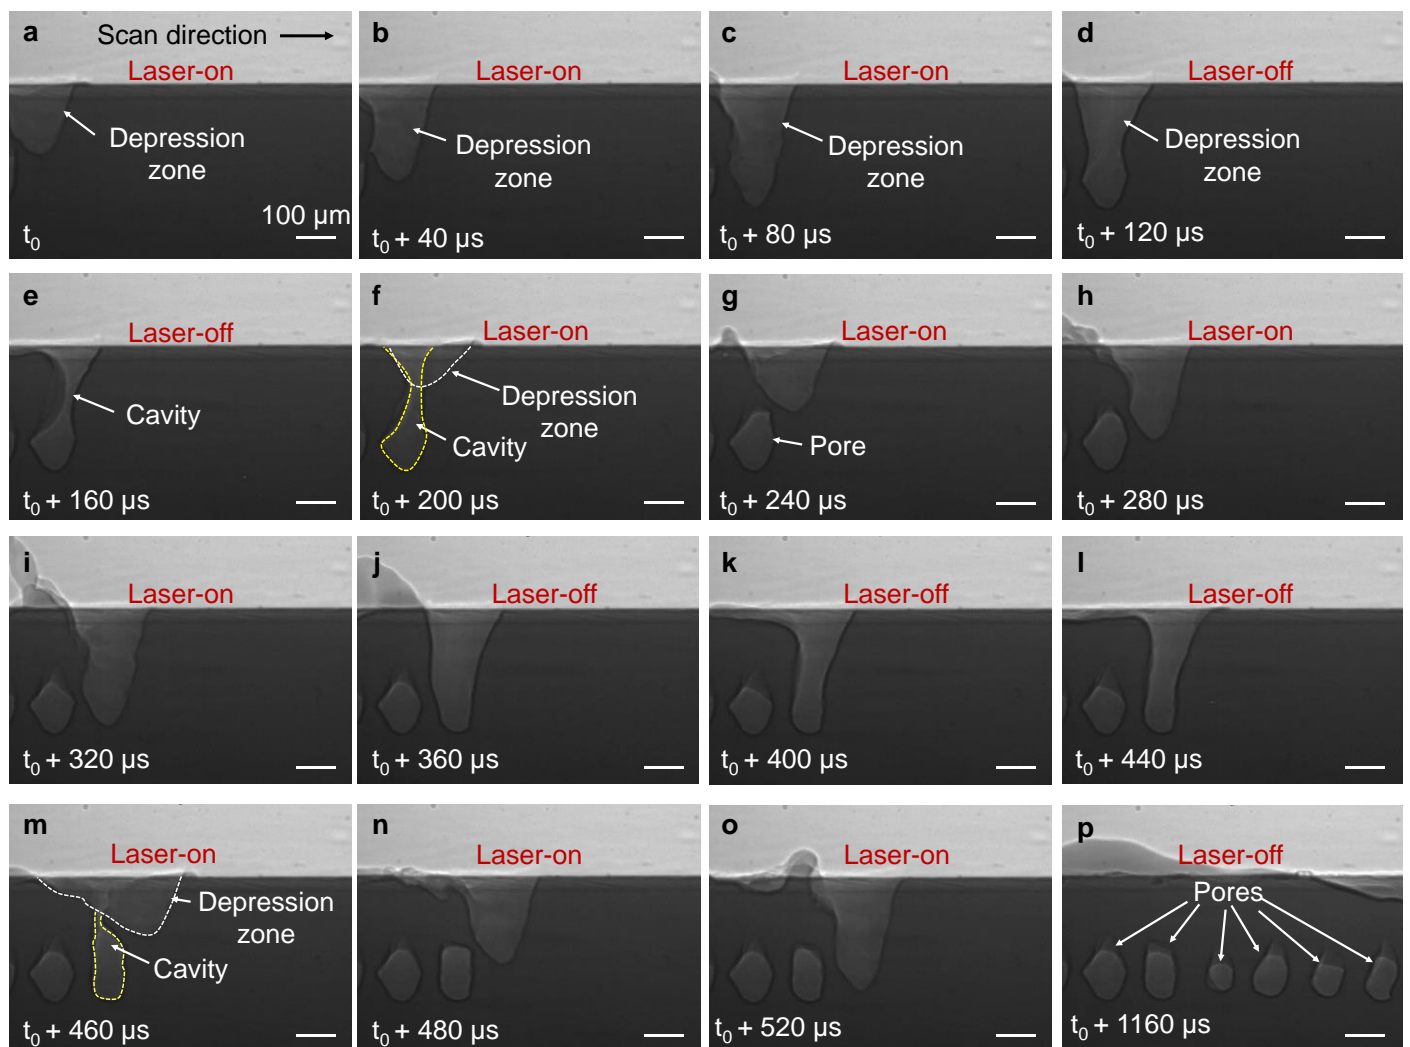 a
Scan direction
Laser-on
Depression
zone
100 µm
t0
b
Laser-on
Depression
zone
t0 + 40 µs
c
Laser-on
Depression
zone
t0 + 80 µs
d
Laser-off
Depression
zone
t0 + 120 µs
e
Laser-off
Cavity
t0 + 160 µs
f
Laser-on
Depression
zone
Cavity
t0 + 200 µs
g
Laser-on
Pore
t0 + 240 µs
h
Laser-on
t0 + 280 µs
i
Laser-on
t0 + 320 µs
j
Laser-off
t0 + 360 µs
k
Laser-off
t0 + 400 µs
l
Laser-off
t0 + 440 µs
m
Laser-on
Depression
zone
Cavity
t0 + 460 µs
n
Laser-on
t0 + 480 µs
o
Laser-on
t0 + 520 µs
p
Laser-off
Pores
t0 + 1160 µs